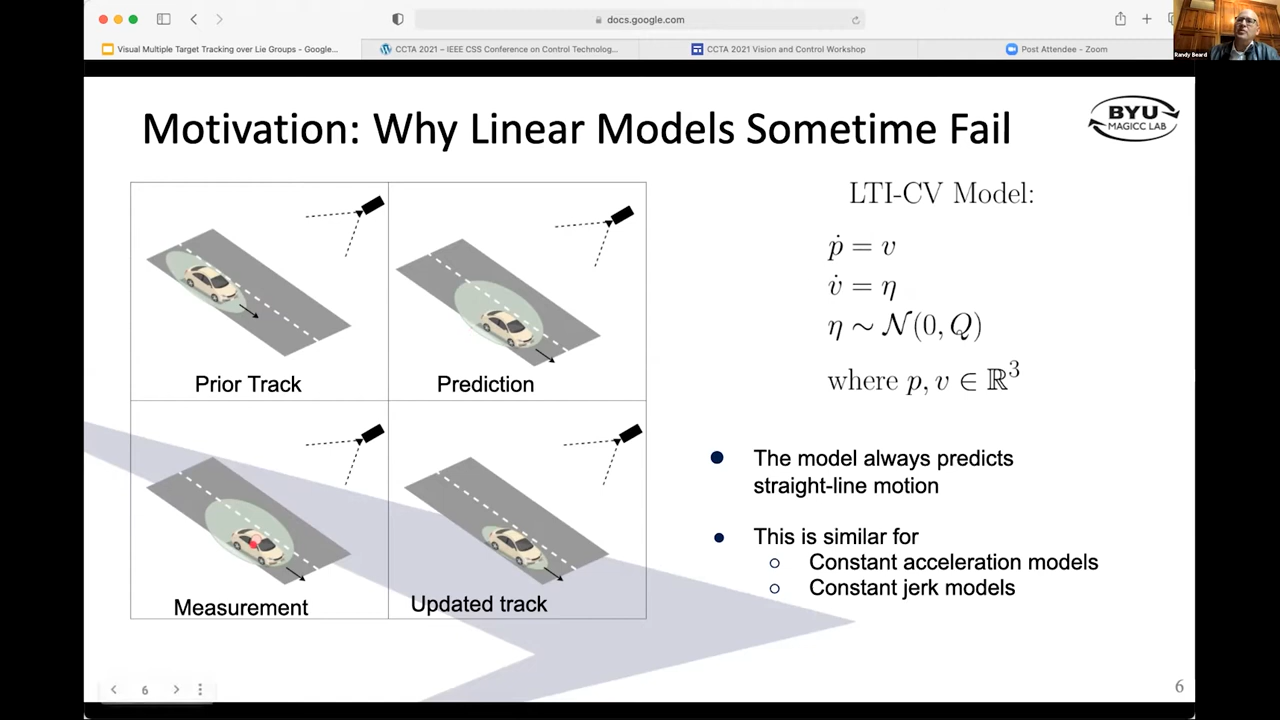 docs.google.com
Visual Multiple Target Tracking over Lie Groups - Google...
CCTA 2021 – IEEE CSS Conference on Control Technolog...
CCTA 2021 Vision and Control Workshop
Post Attendee - Zoom
Randy Beard
Motivation: Why Linear Models Sometime Fail
BYU
MAGICC LAB
Prior Track
Prediction
Measurement
Updated track
LTI-CV Model:
ṗ = v
v̇ = η
η ∼ 𝒩(0, Q)
where p, v ∈ ℝ³
The model always predicts
straight-line motion
This is similar for
Constant acceleration models
Constant jerk models
6
6